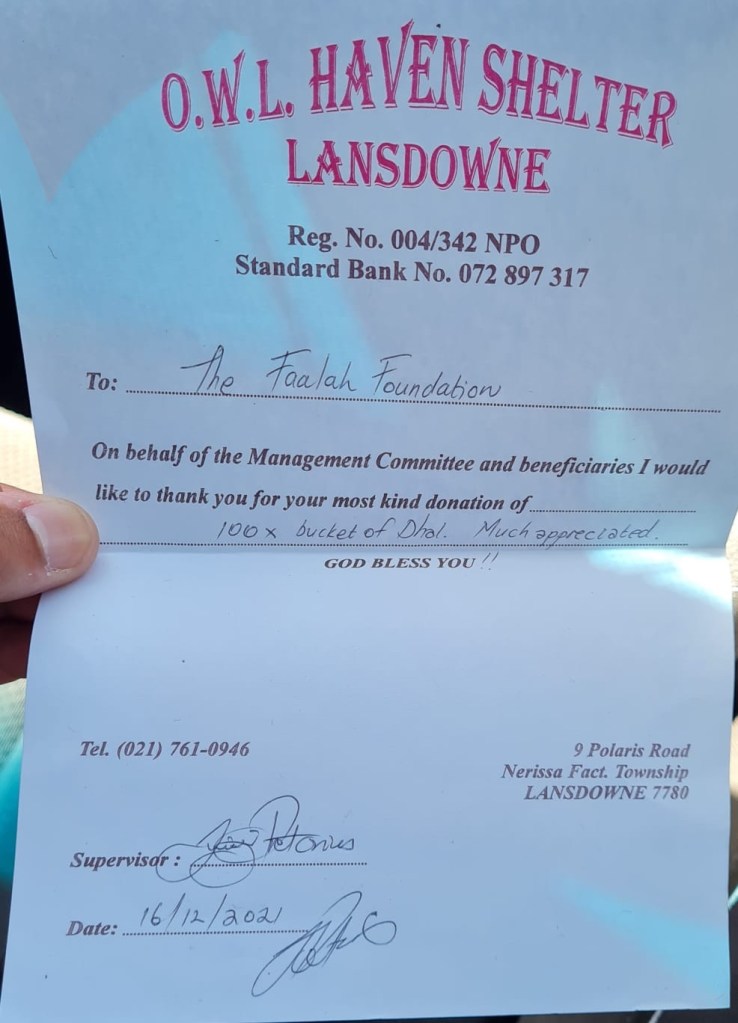 O.W.L. HAVEN SHELTER
LANSDOWNE
Reg. No. 004/342 NPO
Standard Bank No. 072 897 317
To: The Faalah Foundation
On behalf of the Management Committee and beneficiaries I would
like to thank you for your most kind donation of
100 x bucket of Dhal. Much appreciated.
GOD BLESS YOU !!
Tel. (021) 761-0946
9 Polaris Road
Nerissa Fact. Township
LANSDOWNE 7780
Supervisor :
Date: 16/12/2021